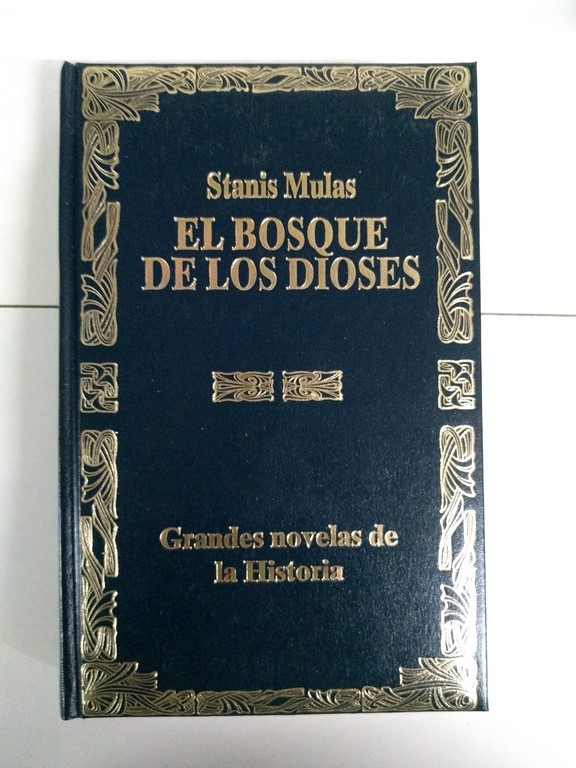 Stanis Mulas
EL BOSQUE
DE LOS DIOSES
Grandes novelas de
la Historia